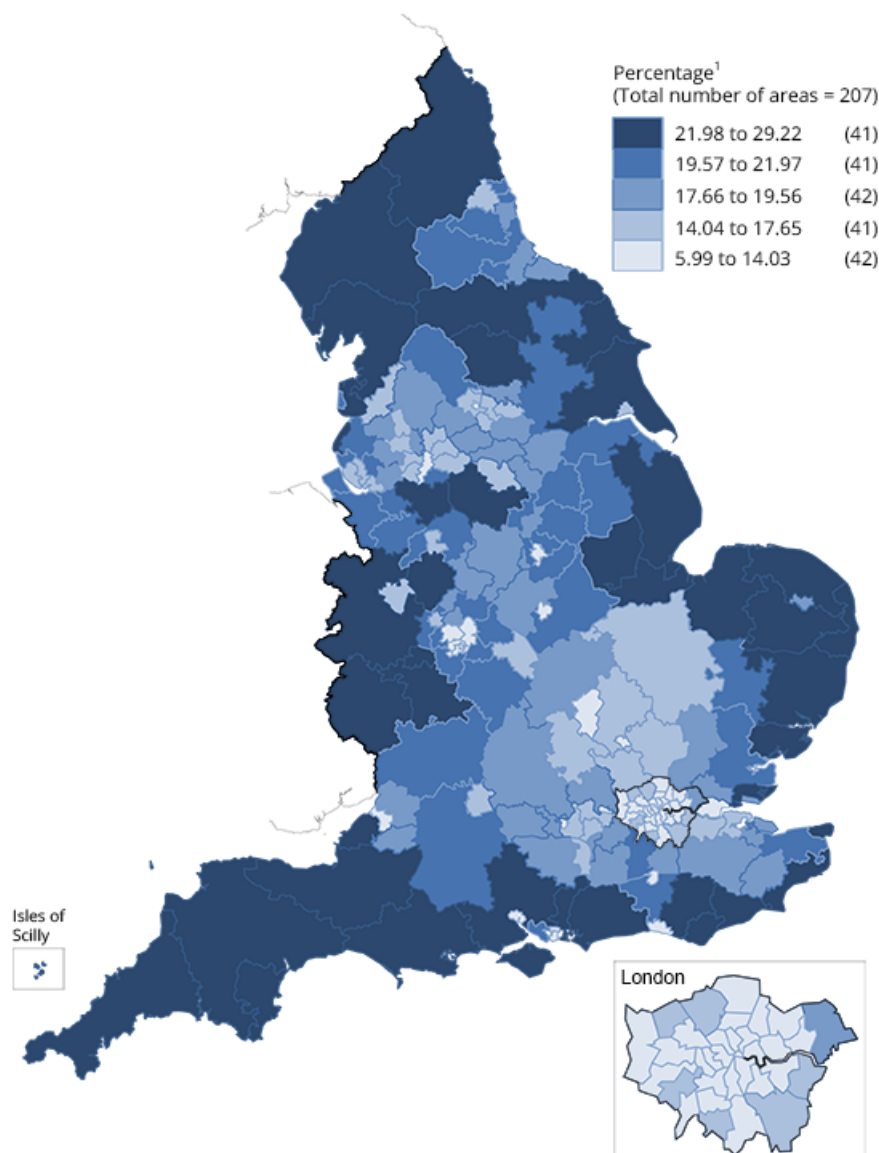 Percentage¹
(Total number of areas = 207)
21.98 to 29.22 (41)
19.57 to 21.97 (41)
17.66 to 19.56 (42)
14.04 to 17.65 (41)
5.99 to 14.03 (42)
Isles of
Scilly
London